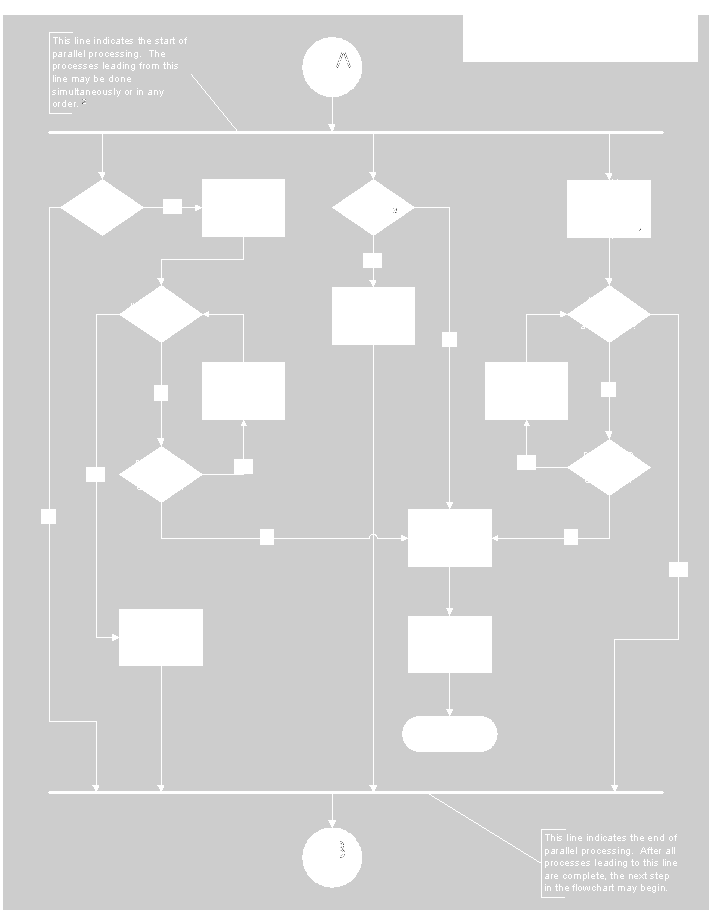 This line indicates the start of
parallel processing. The
processes leading from this
line may be done
simultaneously or in any
order.
A
This line indicates the end of
parallel processing. After all
processes leading to this line
are complete, the next step
in the flowchart may begin.